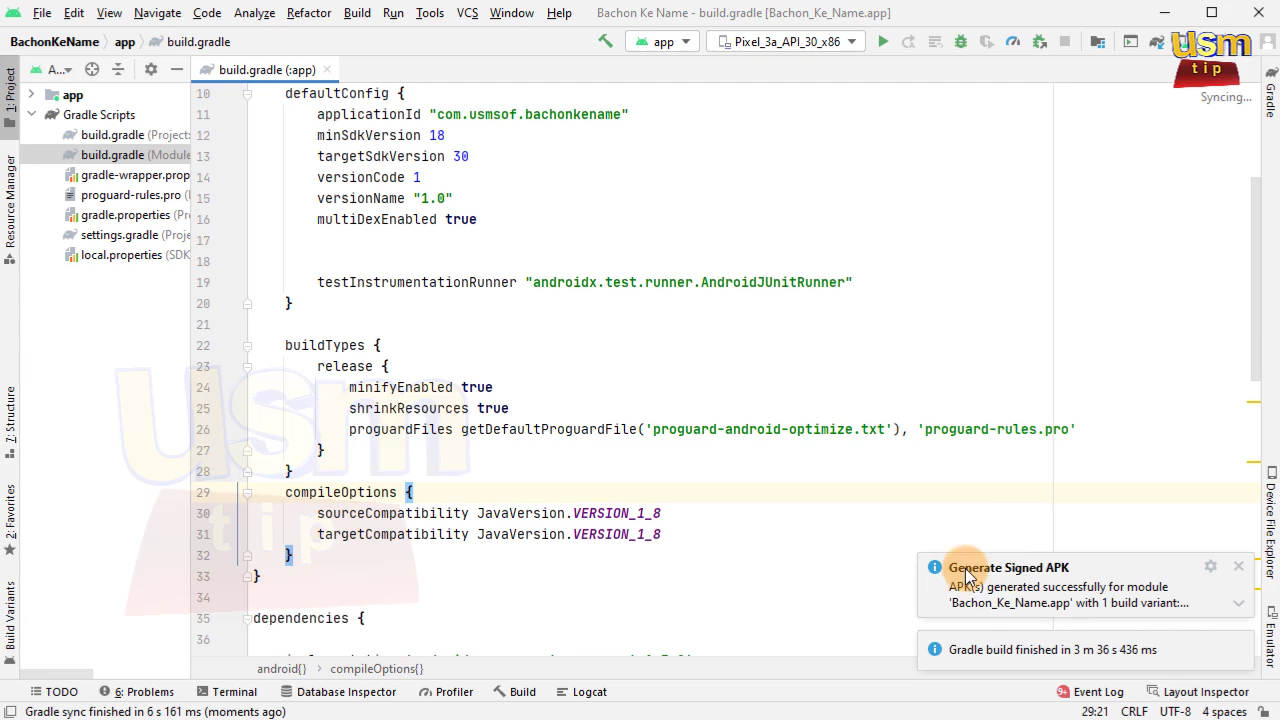 File Edit View Navigate Code Analyze Refactor Build Run Tools VCS Window Help Bachon Ke Name - build.gradle [Bachon_Ke_Name.app]
BachonKeName app build.gradle app Pixel_3a_API_30_x86
usm
tip
Syncing...
A... build.gradle (:app)
1: Project
Resource Manager
7: Structure
2: Favorites
Build Variants
app
Gradle Scripts
build.gradle (Project:
build.gradle (Module
gradle-wrapper.prop
proguard-rules.pro (
gradle.properties (
settings.gradle (Proje
local.properties (SDK
10 defaultConfig {
11 applicationId "com.usmsof.bachonkename"
12 minSdkVersion 18
13 targetSdkVersion 30
14 versionCode 1
15 versionName "1.0"
16 multiDexEnabled true
17
18
19 testInstrumentationRunner "androidx.test.runner.AndroidJUnitRunner"
20 }
21
22 buildTypes {
23 release {
24 minifyEnabled true
25 shrinkResources true
26 proguardFiles getDefaultProguardFile('proguard-android-optimize.txt'), 'proguard-rules.pro'
27 }
28 }
29 compileOptions {
30 sourceCompatibility JavaVersion.VERSION_1_8
31 targetCompatibility JavaVersion.VERSION_1_8
32 }
33 }
34
35 dependencies {
36
usm
tip
Generate Signed APK
APK(s) generated successfully for module
'Bachon_Ke_Name.app' with 1 build variant:...
Gradle build finished in 3 m 36 s 436 ms
Gradle
Device File Explorer
Emulator
android{} compileOptions{}
TODO 6: Problems Terminal Database Inspector Profiler Build Logcat 9+ Event Log Layout Inspector
Gradle sync finished in 6 s 161 ms (moments ago) 29:21 CRLF UTF-8 4 spaces